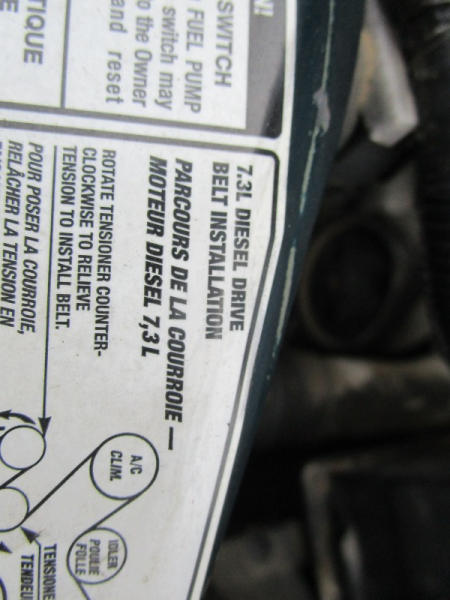 N!
SWITCH
FUEL PUMP
switch may
o the Owner
and reset
TIQUE
E
7.3L DIESEL DRIVE
BELT INSTALLATION
PARCOURS DE LA COURROIE —
MOTEUR DIESEL 7,3L
ROTATE TENSIONER COUNTER-
CLOCKWISE TO RELIEVE
TENSION TO INSTALL BELT.
POUR POSER LA COURROIE,
RELÂCHER LA TENSION EN
A/C
CLIM.
IDLER
POULIE
FOLLE
TENSIONE
TENDEU